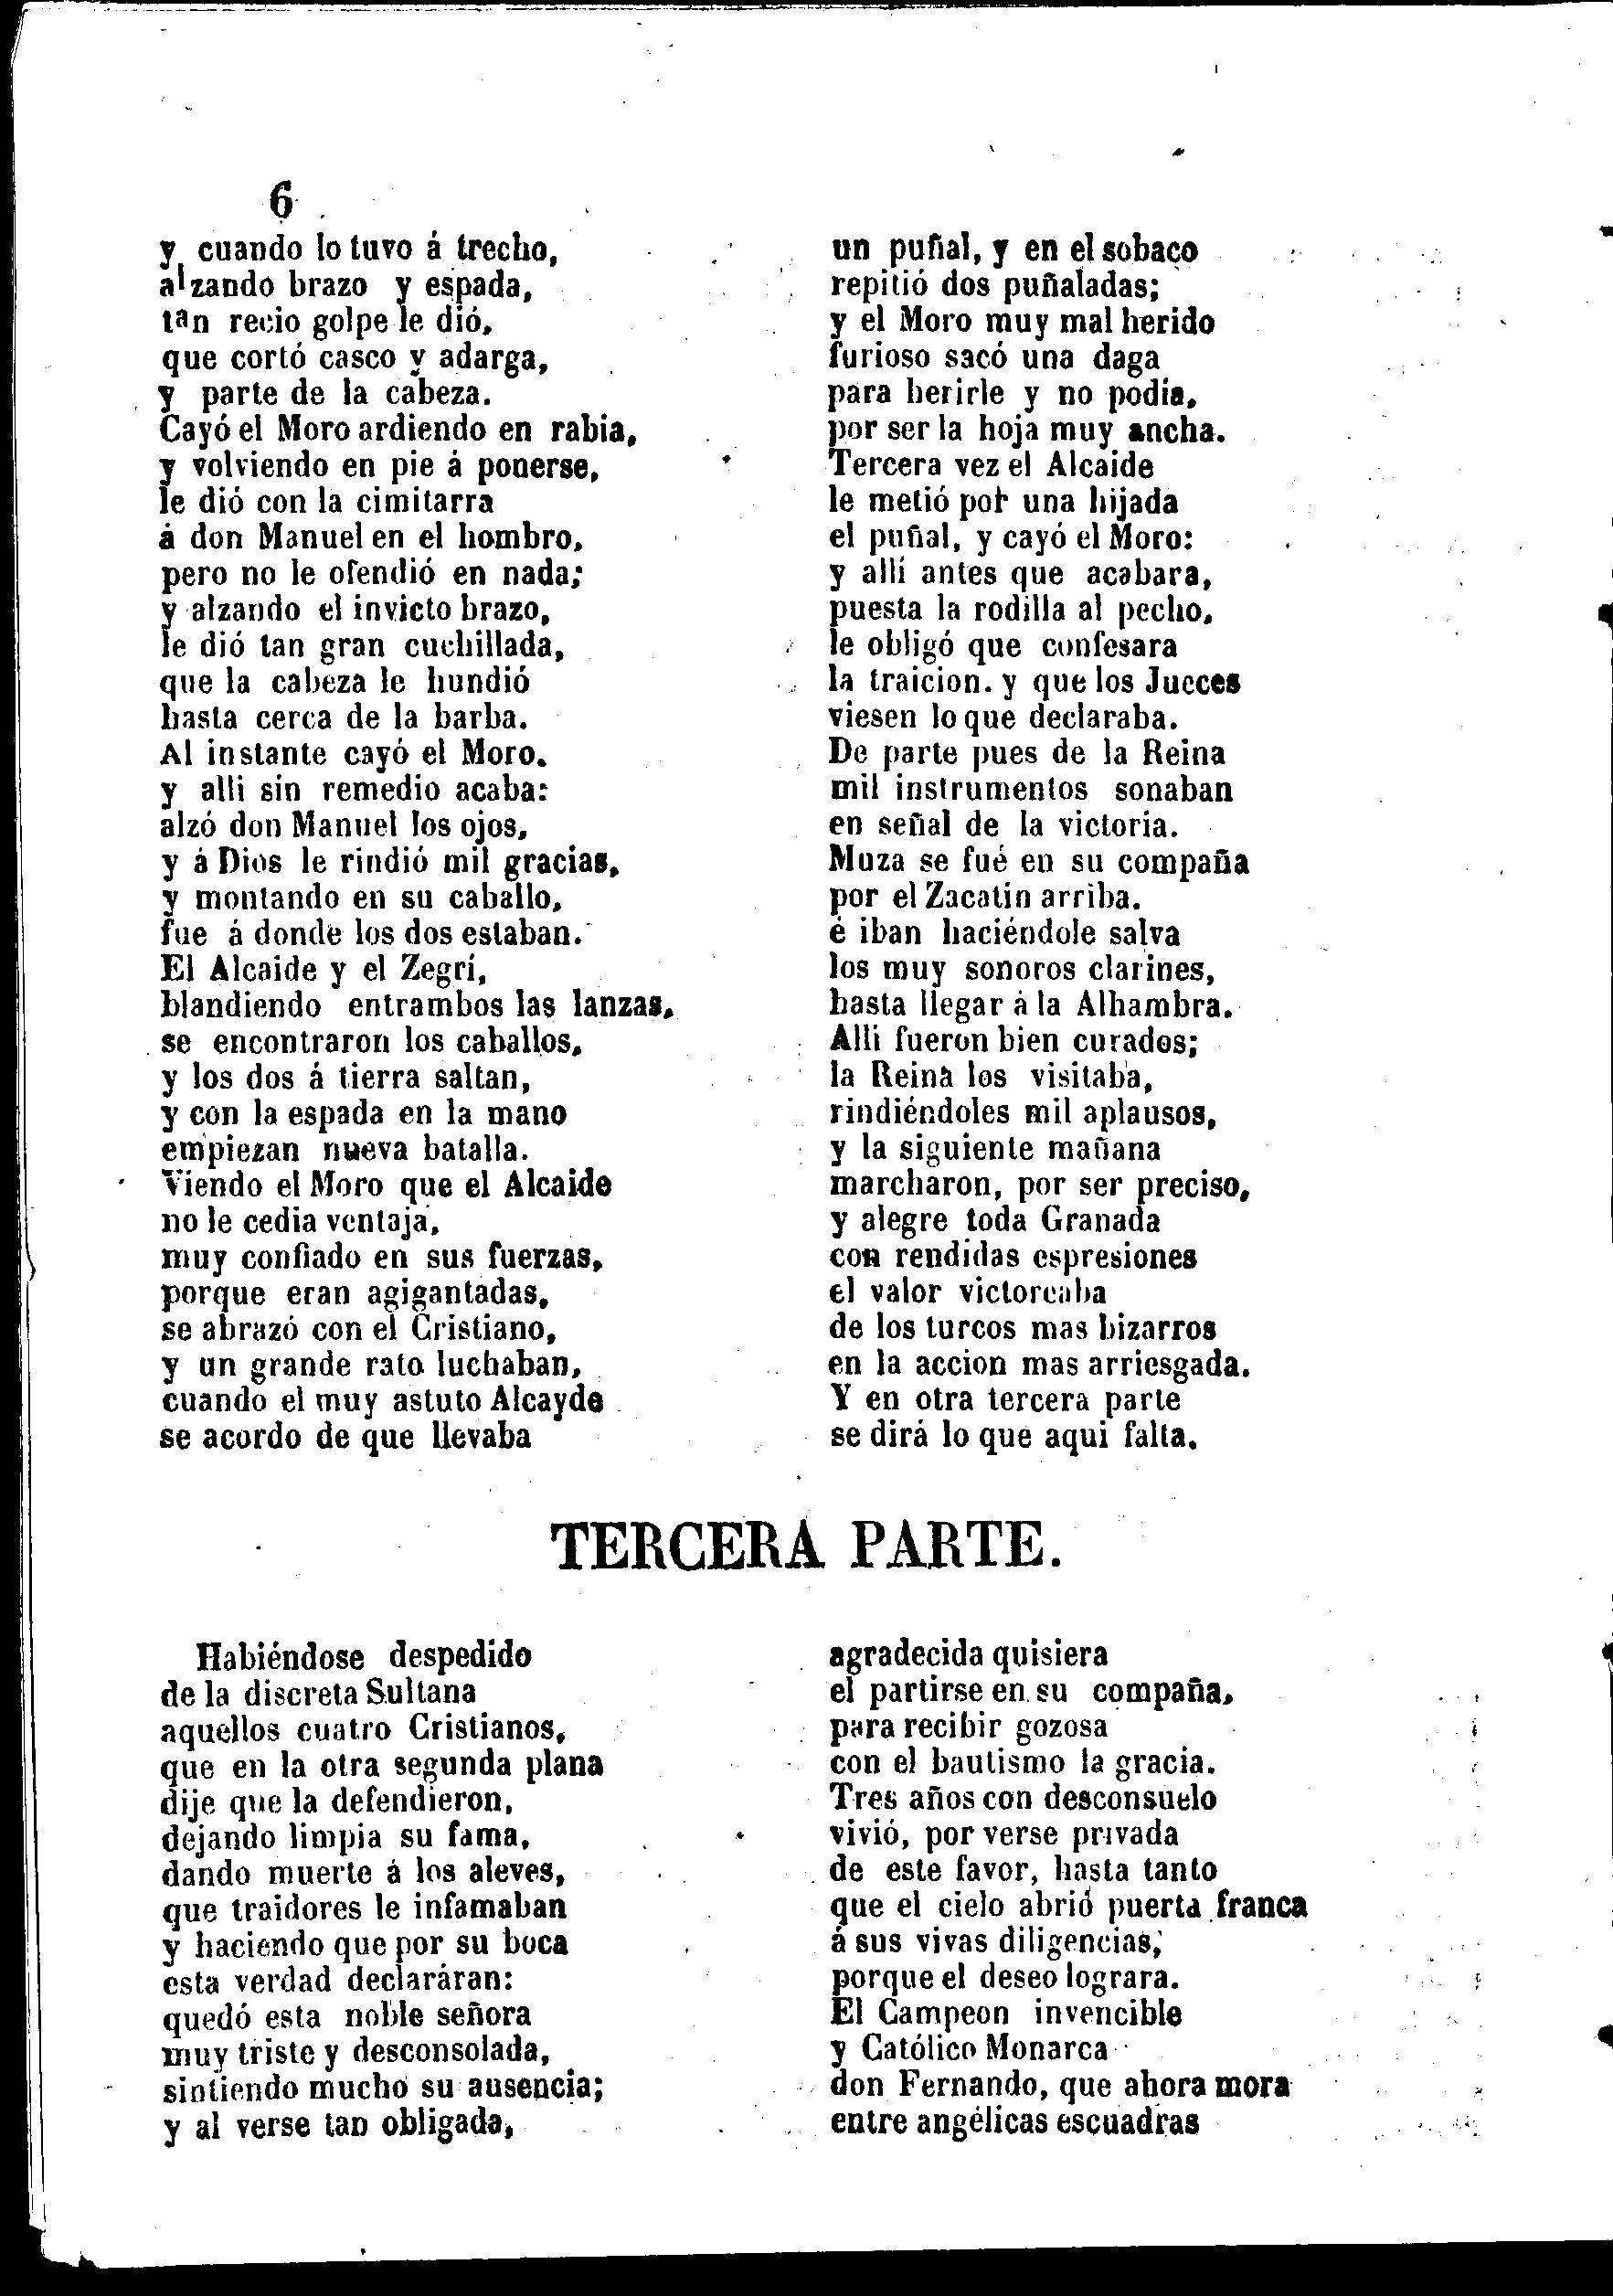 6
y cuando lo tuvo á trecho,
alzando brazo y espada,
tan recio golpe le dió,
que cortó casco y adarga,
y parte de la cabeza.
Cayó el Moro ardiendo en rabia,
y volviendo en pie á ponerse,
le dió con la cimitarra
á don Manuel en el hombro,
pero no le ofendió en nada;
y alzando el invicto brazo,
le dió tan gran cuchillada,
que la cabeza le hundió
hasta cerca de la barba.
Al instante cayó el Moro.
y alli sin remedio acaba:
alzó don Manuel los ojos,
y á Dios le rindió mil gracias,
y montando en su caballo,
fue á donde los dos estaban.
El Alcaide y el Zegrí,
blandiendo entrambos las lanzas,
se encontraron los caballos,
y los dos á tierra saltan,
y con la espada en la mano
empiezan nueva batalla.
Viendo el Moro que el Alcaide
no le cedia ventaja,
muy confiado en sus fuerzas,
porque eran agigantadas,
se abrazó con el Cristiano,
y un grande rato luchaban,
cuando el muy astuto Alcayde
se acordo de que llevaba
un puñal, y en el sobaco
repitió dos puñaladas;
y el Moro muy mal herido
furioso sacó una daga
para herirle y no podia,
por ser la hoja muy ancha.
Tercera vez el Alcaide
le metió por una hijada
el puñal, y cayó el Moro:
y allí antes que acabara,
puesta la rodilla al pecho,
le obligó que confesara
la traicion. y que los Jueces
viesen lo que declaraba.
De parte pues de la Reina
mil instrumentos sonaban
en señal de la victoria.
Muza se fué en su compaña
por el Zacatin arriba.
é iban haciéndole salva
los muy sonoros clarines,
hasta llegar á la Alhambra.
Alli fueron bien curados;
la Reina los visitaba,
rindiéndoles mil aplausos,
y la siguiente mañana
marcharon, por ser preciso,
y alegre toda Granada
con rendidas espresiones
el valor victoreaba
de los turcos mas bizarros
en la accion mas arriesgada.
Y en otra tercera parte
se dirá lo que aqui falta.
TERCERA PARTE.
Habiéndose despedido
de la discreta Sultana
aquellos cuatro Cristianos,
que en la otra segunda plana
dije que la defendieron,
dejando limpia su fama,
dando muerte á los aleves,
que traidores le infamaban
y haciendo que por su boca
esta verdad declaráran:
quedó esta noble señora
muy triste y desconsolada,
sintiendo mucho su ausencia;
y al verse tan obligada,
agradecida quisiera
el partirse en su compaña,
para recibir gozosa
con el bautismo la gracia.
Tres años con desconsuelo
vivió, por verse privada
de este favor, hasta tanto
que el cielo abrió puerta franca
á sus vivas diligencias,
porque el deseo lograra.
El Campeon invencible
y Católico Monarca
don Fernando, que ahora mora
entre angélicas escuadras